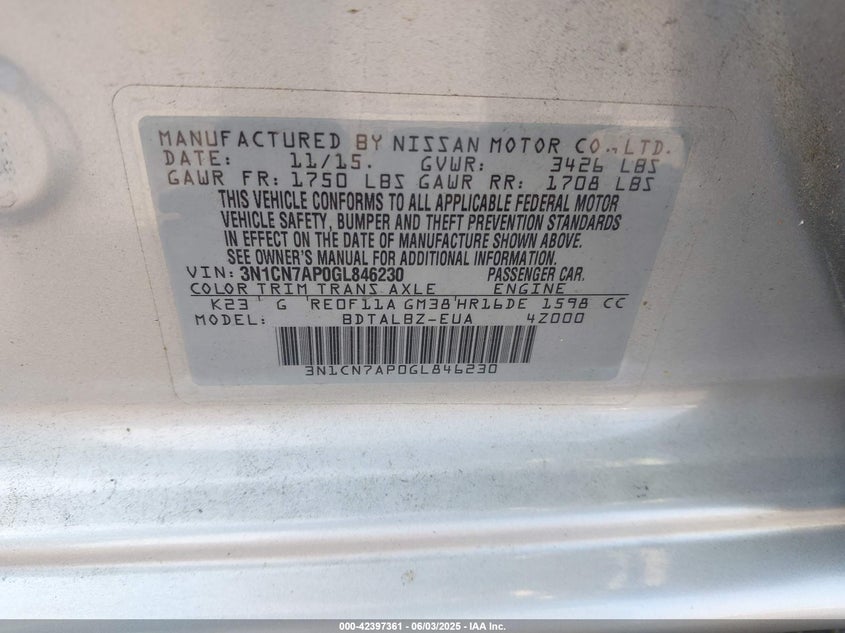 MANUFACTURED BY NISSAN MOTOR CO.,LTD.
DATE: 11/15. GVWR: 3426 LBS
GAWR FR: 1750 LBS GAWR RR: 1708 LBS
THIS VEHICLE CONFORMS TO ALL APPLICABLE FEDERAL MOTOR
VEHICLE SAFETY, BUMPER AND THEFT PREVENTION STANDARDS
IN EFFECT ON THE DATE OF MANUFACTURE SHOWN ABOVE.
SEE OWNER'S MANUAL FOR ADDITIONAL INFORMATION
VIN: 3N1CN7AP0GL846230 PASSENGER CAR.
COLOR TRIM TRANS AXLE ENGINE
K23 G RE0F11A GM38 HR16DE 1598 CC
MODEL: BDTALBZ-EUA 4Z000
3N1CN7AP0GL846230
000-42397361 | 06/03/2025 - IAA Inc.